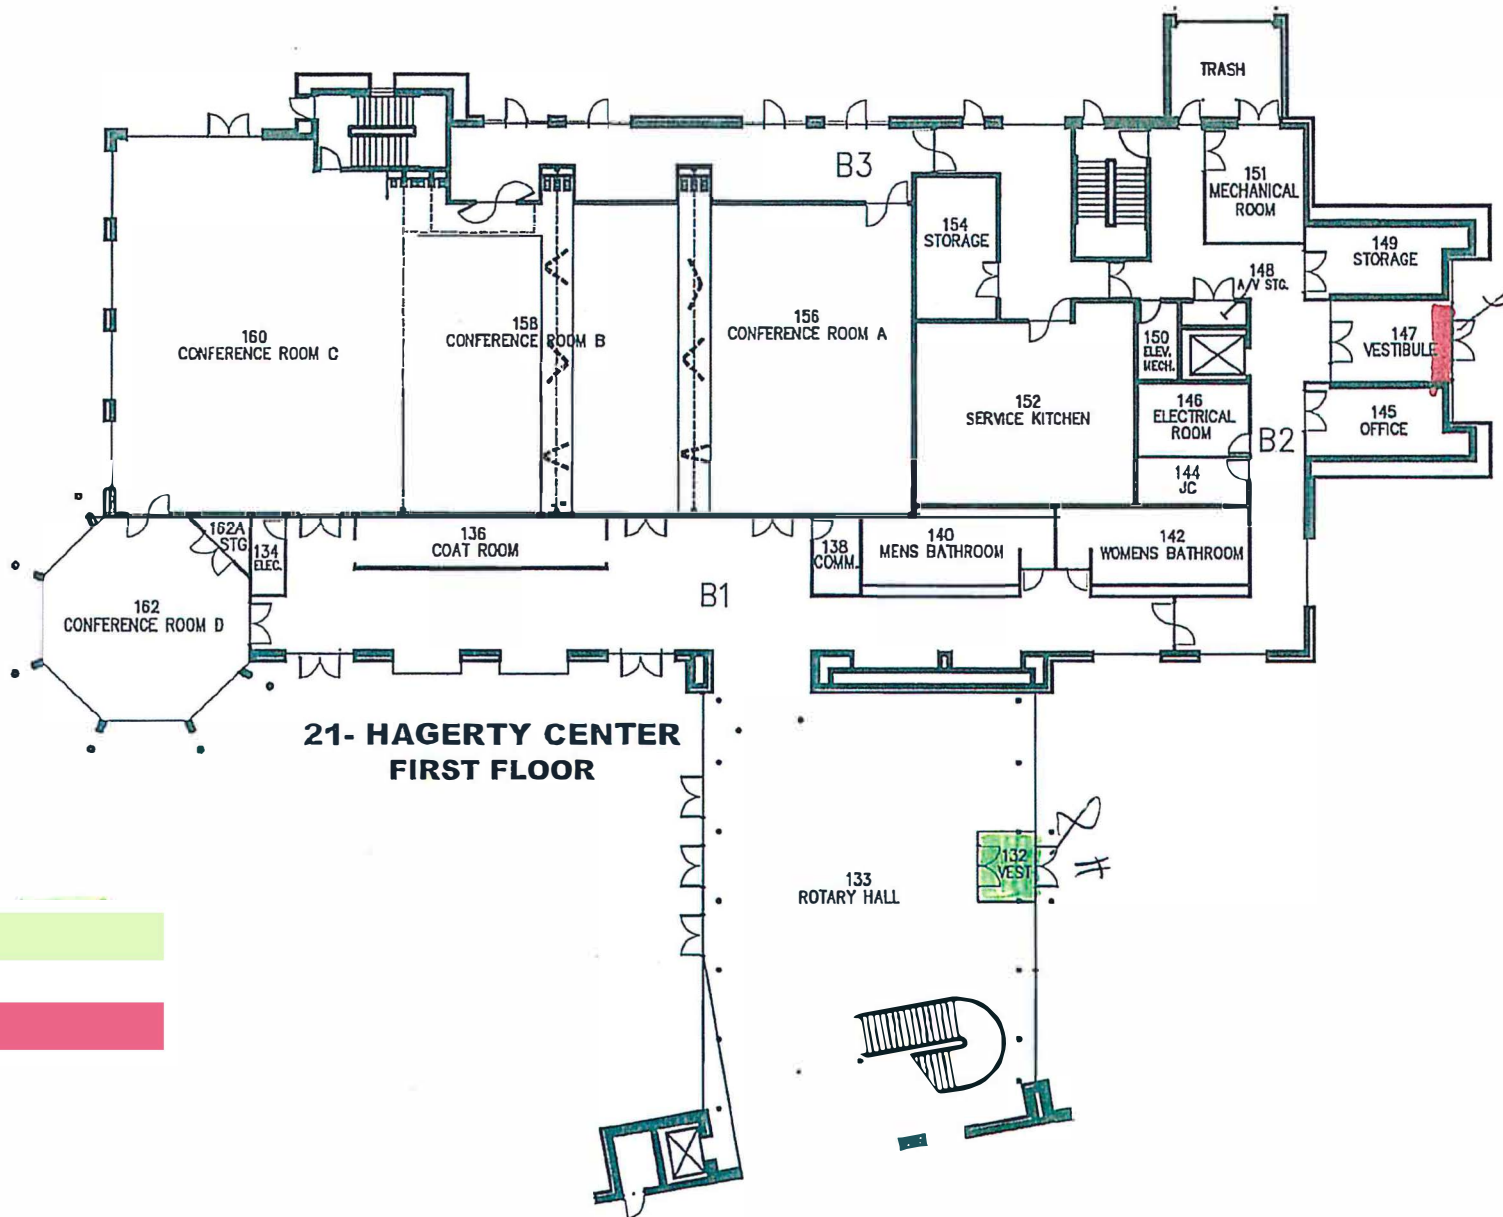 TRASH
B3
151
MECHANICAL
ROOM
154
STORAGE
149
STORAGE
148
A/V STG.
160
CONFERENCE ROOM C
158
CONFERENCE ROOM B
156
CONFERENCE ROOM A
150
ELEV.
MECH.
147
VESTIBULE
152
SERVICE KITCHEN
146
ELECTRICAL
ROOM
B2
145
OFFICE
144
JC
162A
STG
134
ELEC.
136
COAT ROOM
138
COMM.
140
MENS BATHROOM
142
WOMENS BATHROOM
162
CONFERENCE ROOM D
B1
21- HAGERTY CENTER
FIRST FLOOR
132
VEST
133
ROTARY HALL